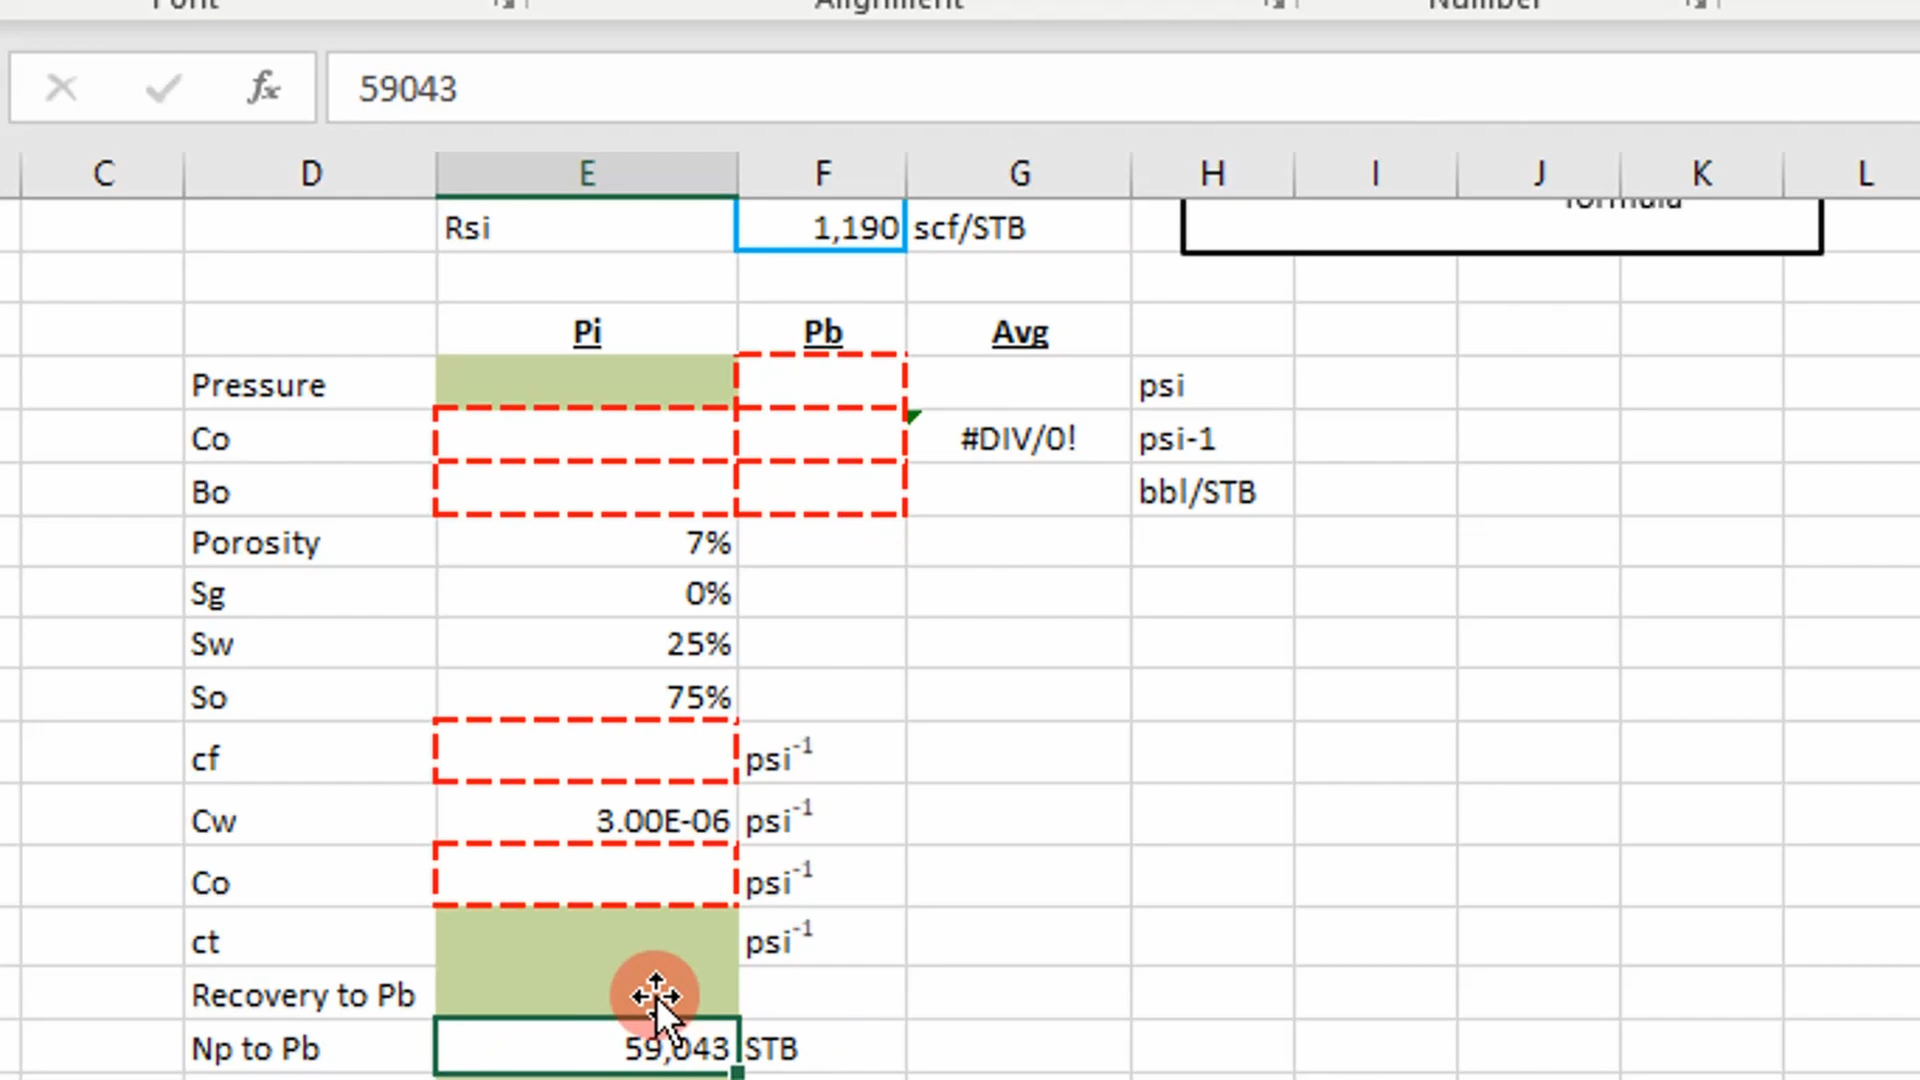 Font Alignment Number
fx 59043
C D E F G H I J K L
formula
Rsi 1,190 scf/STB
Pi Pb Avg
Pressure psi
Co #DIV/0! psi-1
Bo bbl/STB
Porosity 7%
Sg 0%
Sw 25%
So 75%
cf psi-1
Cw 3.00E-06 psi-1
Co psi-1
ct psi-1
Recovery to Pb
Np to Pb 59,043 STB